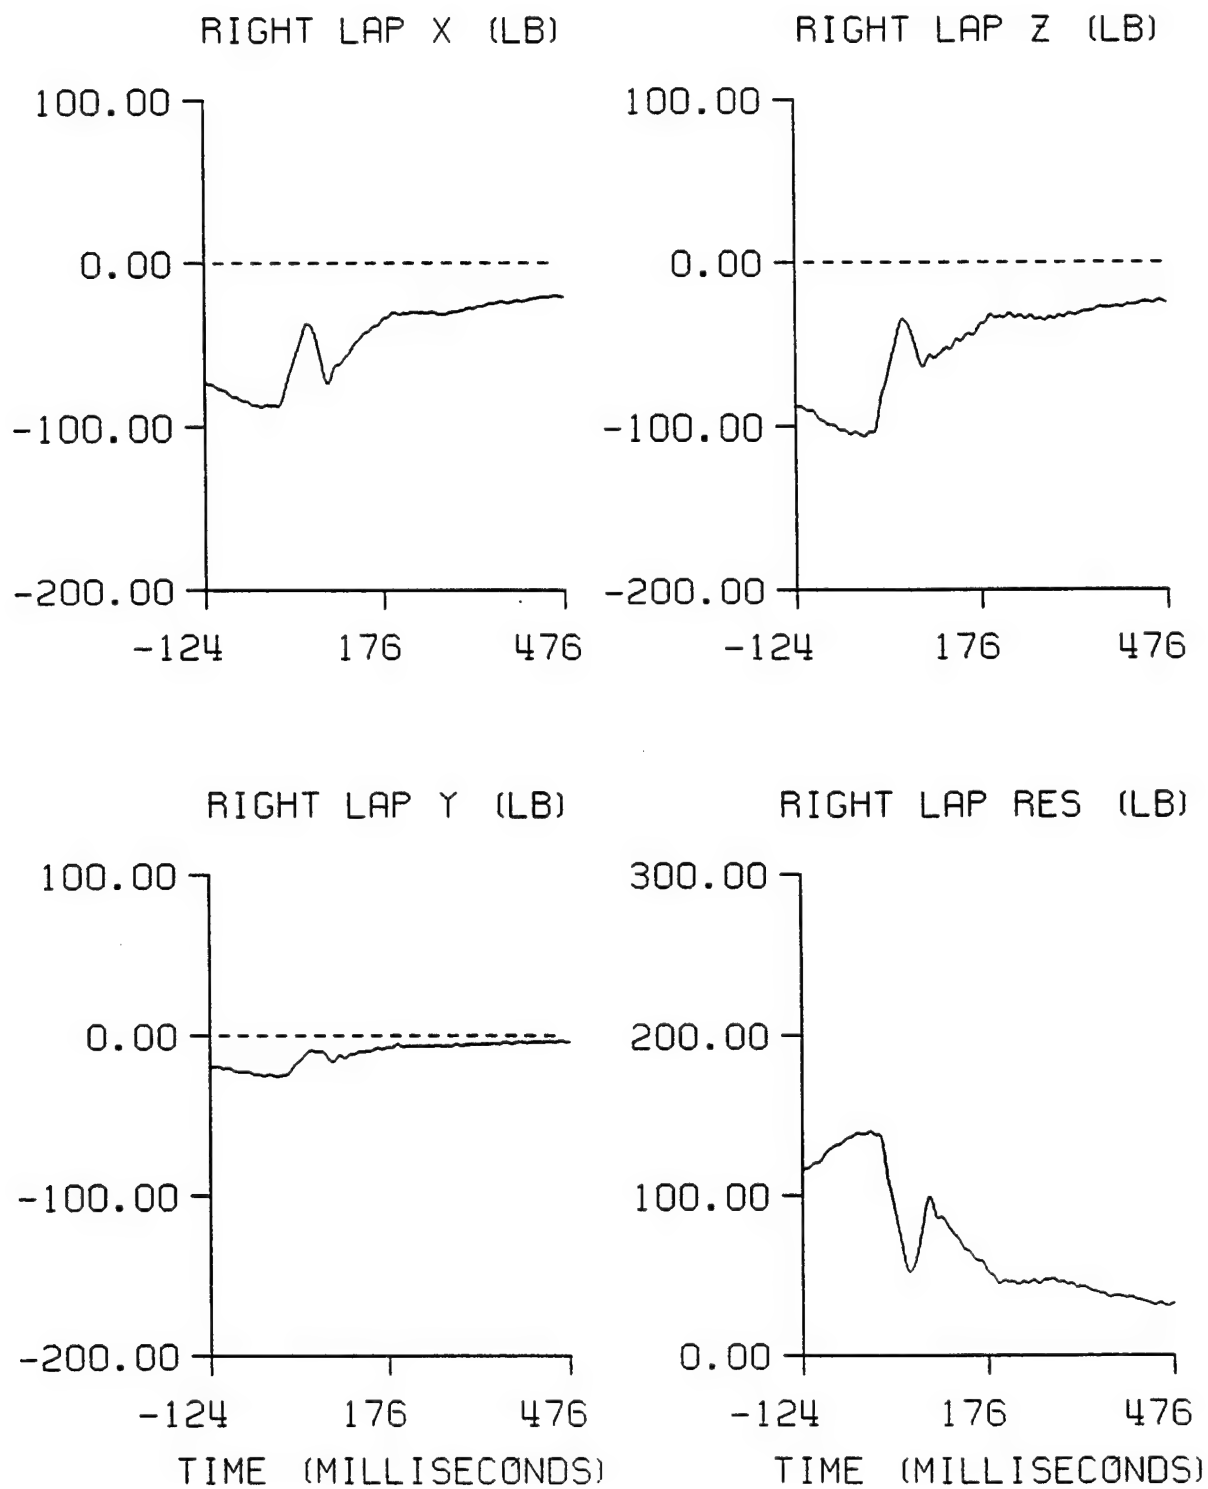 RIGHT LAP X (LB)
100.00
0.00
-100.00
-200.00
-124 176 476
RIGHT LAP Z (LB)
100.00
0.00
-100.00
-200.00
-124 176 476
RIGHT LAP Y (LB)
100.00
0.00
-100.00
-200.00
-124 176 476
TIME (MILLISECONDS)
RIGHT LAP RES (LB)
300.00
200.00
100.00
0.00
-124 176 476
TIME (MILLISECONDS)